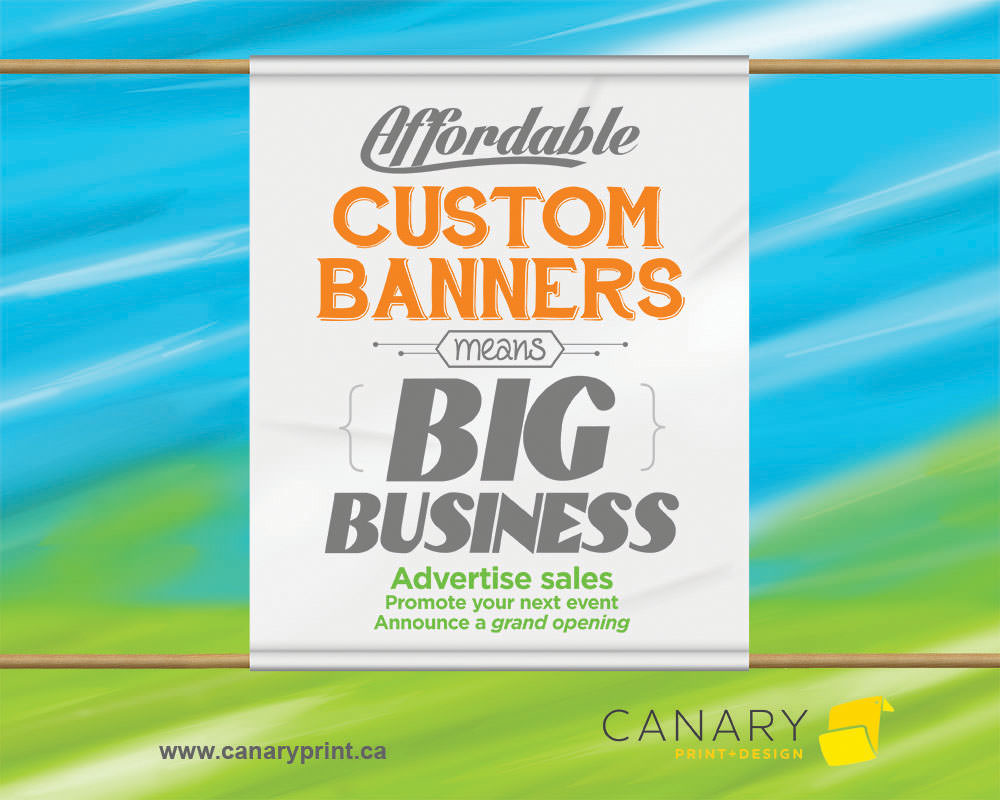 Affordable
CUSTOM
BANNERS
means
BIG
BUSINESS
Advertise sales
Promote your next event
Announce a grand opening
CANARY
PRINT+DESIGN
www.canaryprint.ca